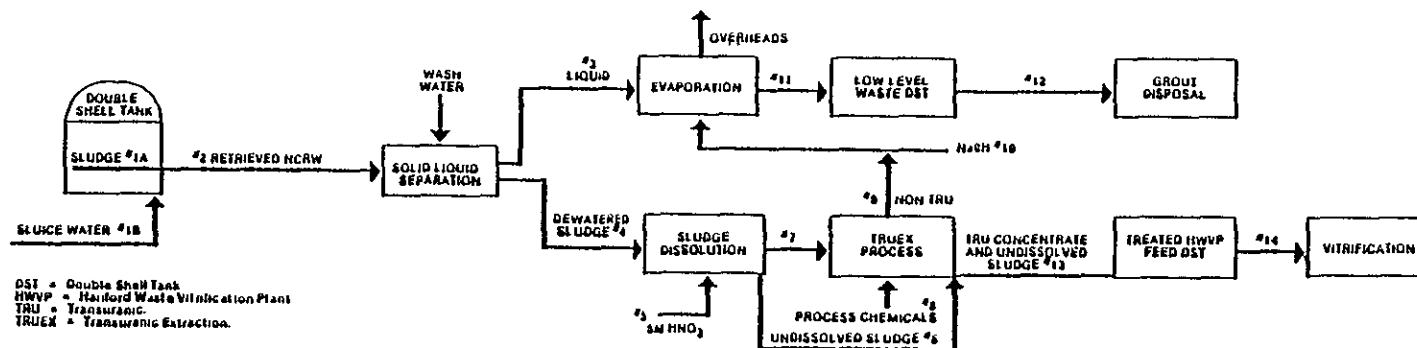 OVERHEADS
WASH
WATER
#3
LIQUID
EVAPORATION
#11
LOW LEVEL
WASTE DST
#12
GROUT
DISPOSAL
DOUBLE
SHELL TANK
SLUDGE #1A
#2 RETRIEVED NCRW
SOLID LIQUID
SEPARATION
NaOH #10
#9 NON TRU
SLUICE WATER #1B
DEWATERED
SLUDGE #4
SLUDGE
DISSOLUTION
#7
TRUEX
PROCESS
TRU CONCENTRATE
AND UNDISSOLVED
SLUDGE #13
TREATED HWVP
FEED DST
#14
VITRIFICATION
DST = Double Shell Tank
HWVP = Hanford Waste Vitrification Plant
TRU = Transuranic.
TRUEX = Transuranic Extraction.
#5
HNO3
#8
PROCESS CHEMICALS
UNDISSOLVED SLUDGE #6